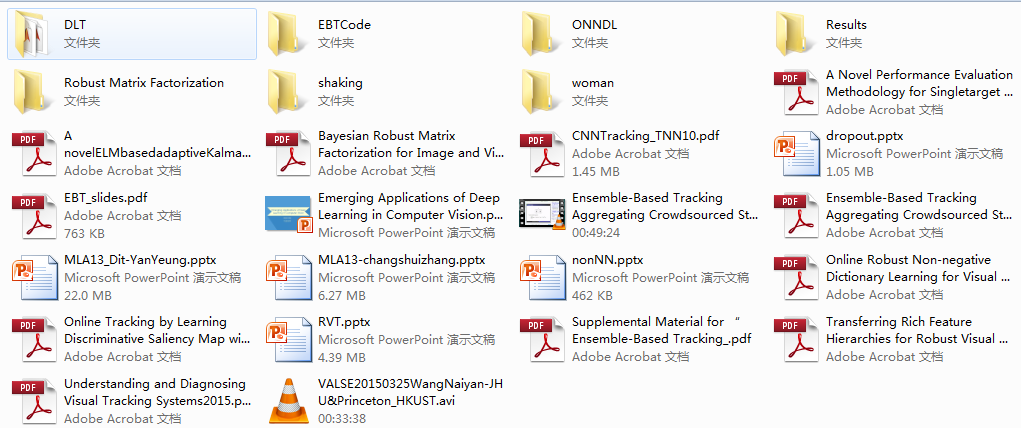 DLT
文件夹
EBTCode
文件夹
ONNDL
文件夹
Results
文件夹
Robust Matrix Factorization
文件夹
shaking
文件夹
woman
文件夹
PDF
A Novel Performance Evaluation
Methodology for Singletarget ...
Adobe Acrobat 文档
PDF
A
novelELMbasedadaptiveKalma...
Adobe Acrobat 文档
PDF
Bayesian Robust Matrix
Factorization for Image and Vi...
Adobe Acrobat 文档
PDF
CNNTracking_TNN10.pdf
Adobe Acrobat 文档
1.45 MB
dropout.pptx
Microsoft PowerPoint 演示文稿
1.05 MB
PDF
EBT_slides.pdf
Adobe Acrobat 文档
763 KB
Emerging Applications of Deep
Learning in Computer Vision.p...
Microsoft PowerPoint 演示文稿
Ensemble-Based Tracking
Aggregating Crowdsourced St...
00:49:24
PDF
Ensemble-Based Tracking
Aggregating Crowdsourced St...
Adobe Acrobat 文档
MLA13_Dit-YanYeung.pptx
Microsoft PowerPoint 演示文稿
22.0 MB
MLA13-changshuizhang.pptx
Microsoft PowerPoint 演示文稿
6.27 MB
nonNN.pptx
Microsoft PowerPoint 演示文稿
462 KB
PDF
Online Robust Non-negative
Dictionary Learning for Visual ...
Adobe Acrobat 文档
PDF
Online Tracking by Learning
Discriminative Saliency Map wi...
Adobe Acrobat 文档
RVT.pptx
Microsoft PowerPoint 演示文稿
4.39 MB
PDF
Supplemental Material for “
Ensemble-Based Tracking_.pdf
Adobe Acrobat 文档
PDF
Transferring Rich Feature
Hierarchies for Robust Visual ...
Adobe Acrobat 文档
PDF
Understanding and Diagnosing
Visual Tracking Systems2015.p...
Adobe Acrobat 文档
VALSE20150325WangNaiyan-JH
U&Princeton_HKUST.avi
00:33:38